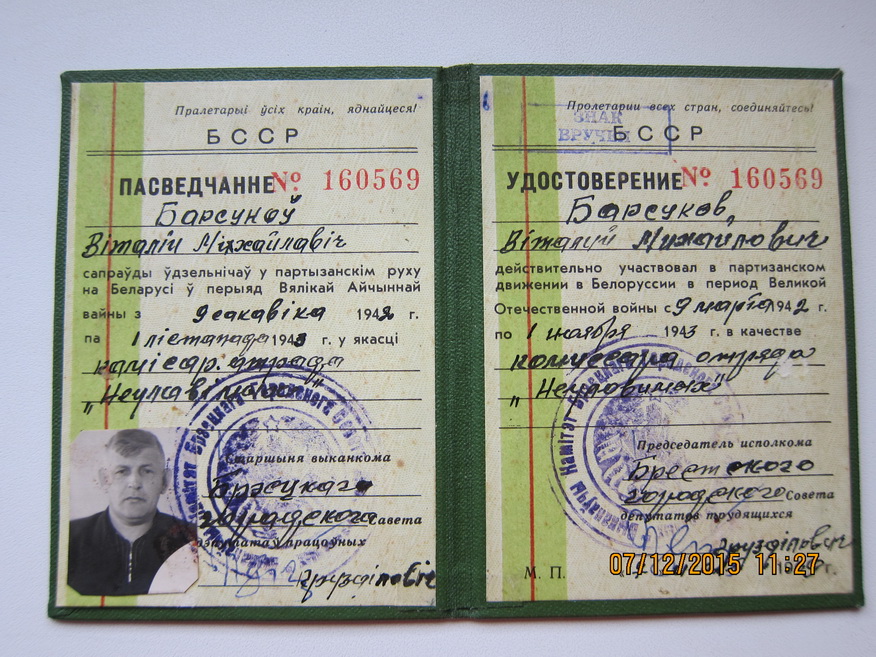 Пралетарыі ўсіх краін, яднайцеся!
БССР
ПАСВЕДЧАННЕ № 160569
Барсукоў
Віталій Міхайлавіч
сапраўды ўдзельнічаў у партызанскім руху
на Беларусі ў перыяд Вялікай Айчыннай
вайны з 9 сакавіка 1942 г.
па 1 лістапада 1943 г. у якасці
камісар. атрада
Старшыня выканкома
Брэсцкага
гарадскога Савета
дэпутатаў працоўных
Пролетарии всех стран, соединяйтесь!
ЗНАК
ВРУЧЕН
БССР
УДОСТОВЕРЕНИЕ № 160569
Барсуков
Віталий Михайлович
действительно участвовал в партизанском
движении в Белоруссии в период Великой
Отечественной войны с 9 марта 1942 г.
по 1 ноября 1943 г. в качестве
комиссара отряда
„Неуловимых"
Председатель исполкома
Брестского
городского Совета
депутатов трудящихся
М. П.
07/12/2015 11:27